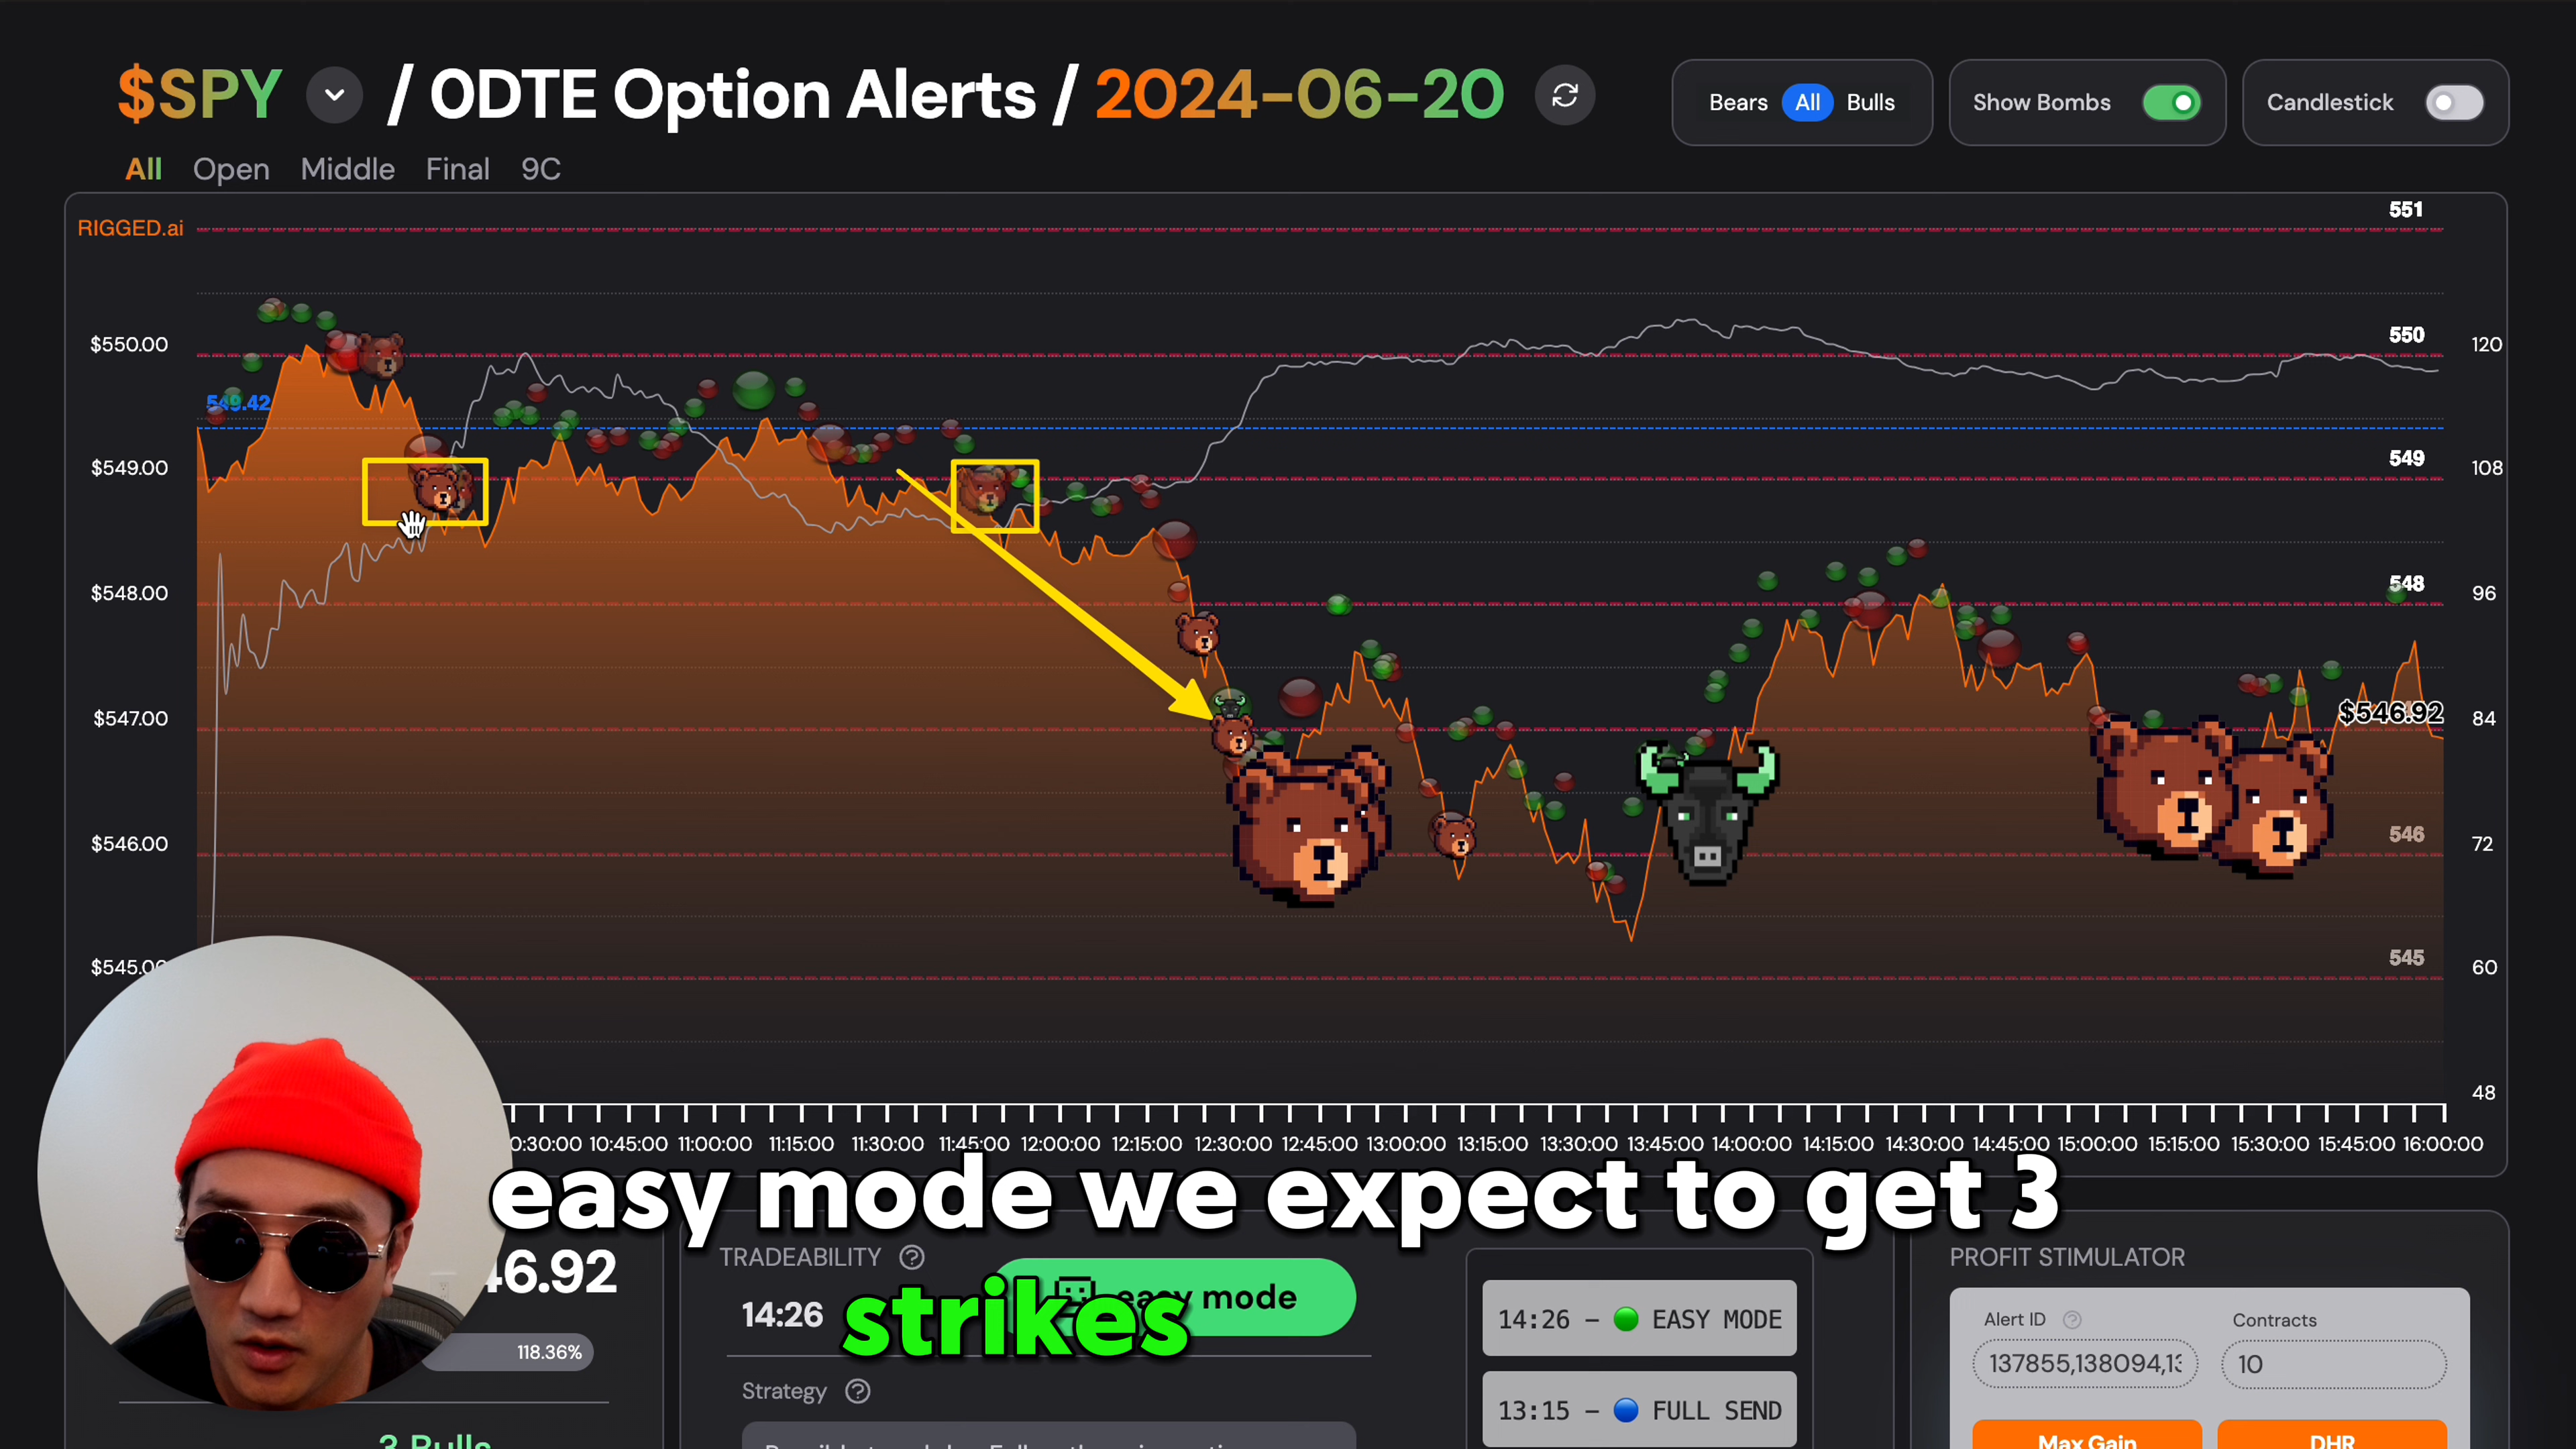 $SPY / 0DTE Option Alerts / 2024-06-20
Bears All Bulls
Show Bombs
Candlestick
All Open Middle Final 9C
RIGGED.ai
551
$550.00
550
120
549.42
$549.00
549
108
$548.00
548
96
$547.00
$546.92
84
$546.00
546
72
$545.00
545
60
48
10:45:00 11:00:00 11:15:00 11:30:00 11:45:00 12:00:00 12:15:00 12:30:00 12:45:00 13:00:00 13:15:00 13:30:00 13:45:00 14:00:00 14:15:00 14:30:00 14:45:00 15:00:00 15:15:00 15:30:00 15:45:00 16:00:00
easy mode we expect to get 3
strikes
46.92
118.36%
3 Bulls
TRADEABILITY
14:26
easy mode
Strategy
14:26 – EASY MODE
13:15 – FULL SEND
PROFIT STIMULATOR
Alert ID
Contracts
137855,138094,13
10
Max Gain
DHR